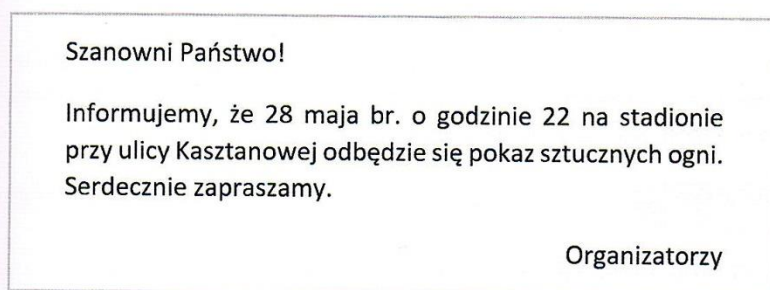 Szanowni Państwo!
Informujemy, że 28 maja br. o godzinie 22 na stadionie
przy ulicy Kasztanowej odbędzie się pokaz sztucznych ogni.
Serdecznie zapraszamy.
Organizatorzy